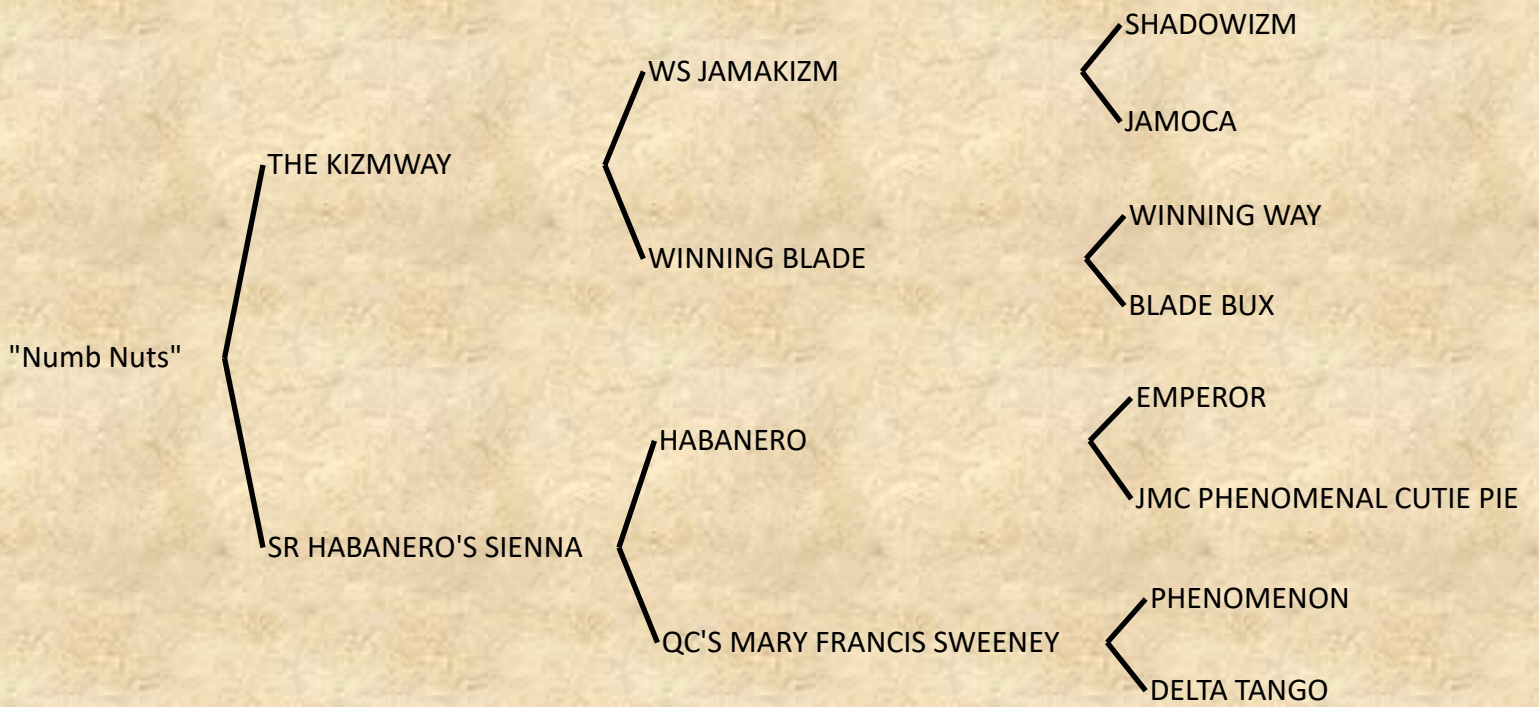 SHADOWIZM
WS JAMAKIZM
JAMOCA
THE KIZMWAY
WINNING WAY
WINNING BLADE
BLADE BUX
"Numb Nuts"
EMPEROR
HABANERO
JMC PHENOMENAL CUTIE PIE
SR HABANERO'S SIENNA
PHENOMENON
QC'S MARY FRANCIS SWEENEY
DELTA TANGO